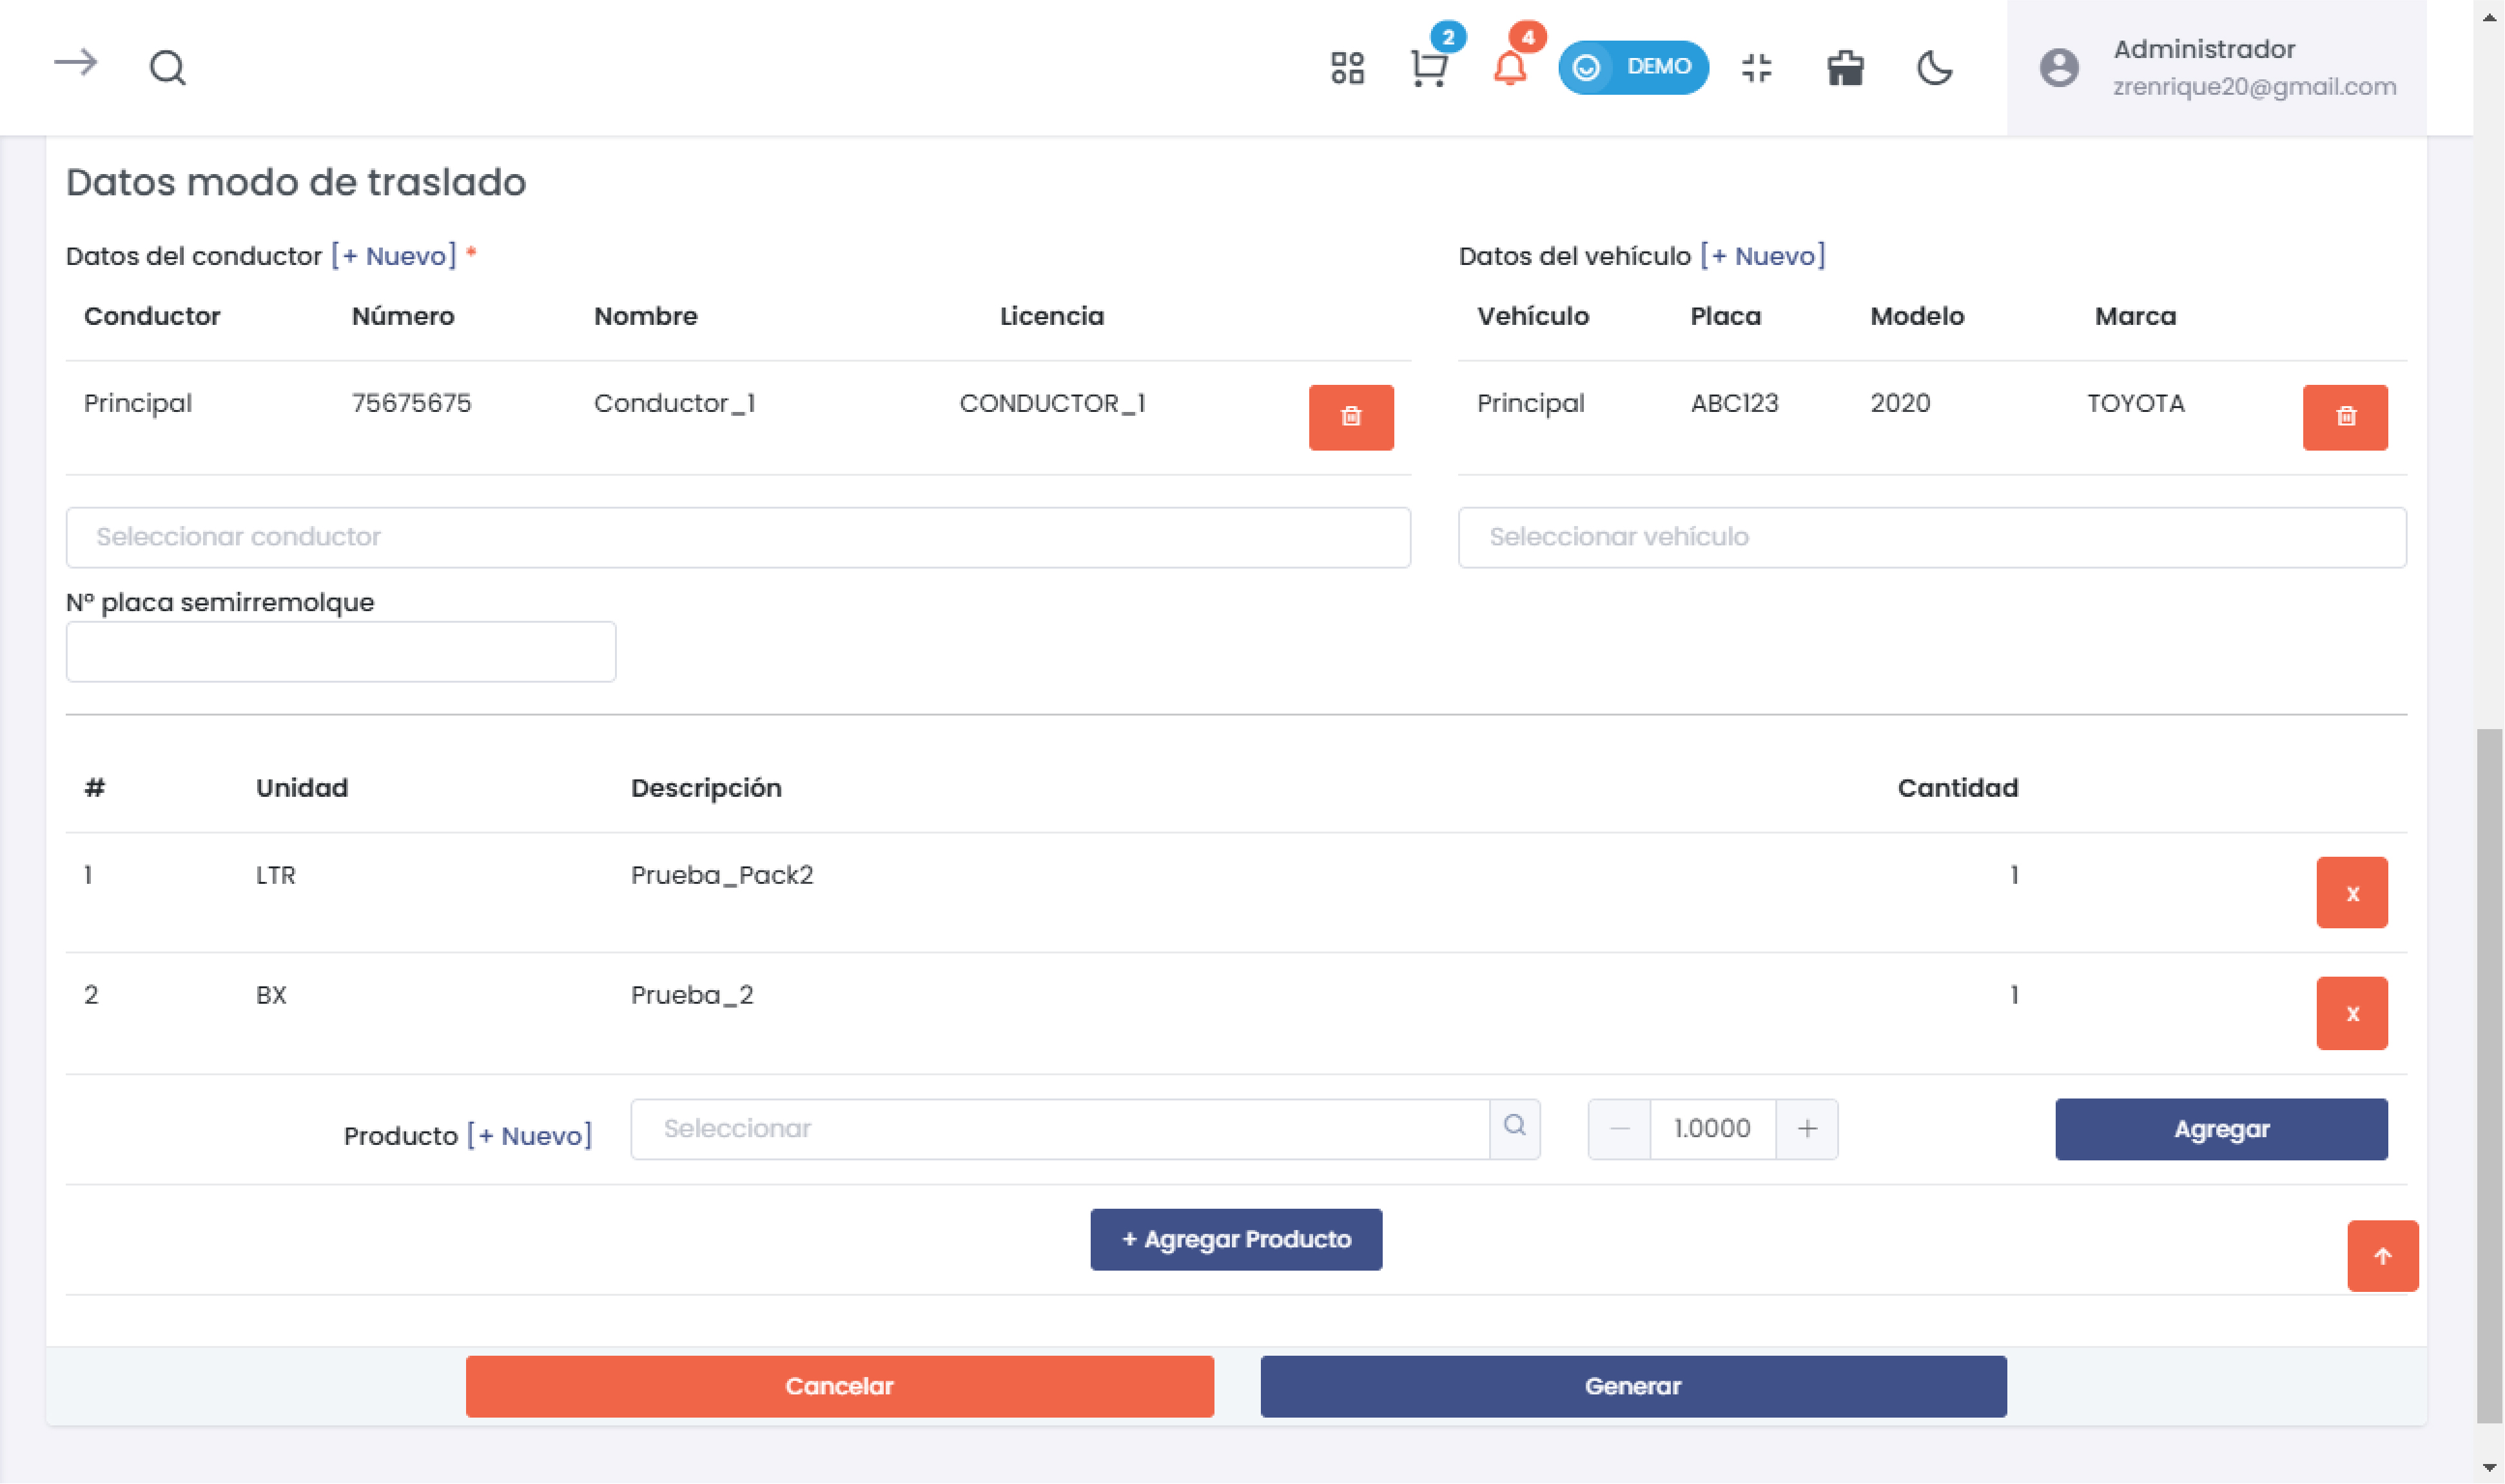 2
4
DEMO
Administrador
zrenrique20@gmail.com
Datos modo de traslado
Datos del conductor [+ Nuevo] *
Conductor Número Nombre Licencia
Principal 75675675 Conductor_1 CONDUCTOR_1
Seleccionar conductor
Nº placa semirremolque
Datos del vehículo [+ Nuevo]
Vehículo Placa Modelo Marca
Principal ABC123 2020 TOYOTA
Seleccionar vehículo
# Unidad Descripción Cantidad
1 LTR Prueba_Pack2 1 x
2 BX Prueba_2 1 x
Producto [+ Nuevo] Seleccionar − 1.0000 + Agregar
+ Agregar Producto
Cancelar Generar